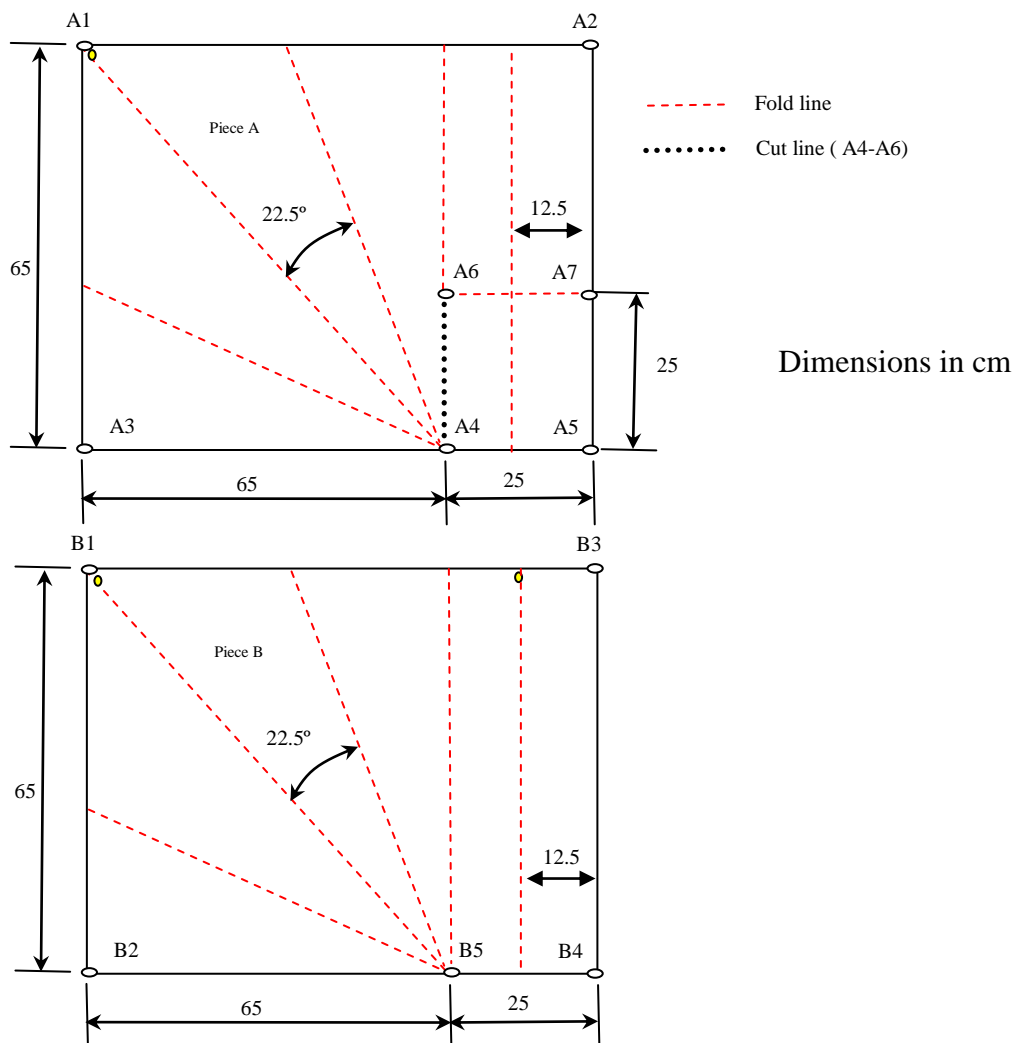 A1
A2
Fold line
Piece A
Cut line ( A4-A6)
22.5º
12.5
65
A6
A7
Dimensions in cm
25
A3
A4
A5
65
25
B1
B3
Piece B
22.5º
65
12.5
B2
B5
B4
65
25